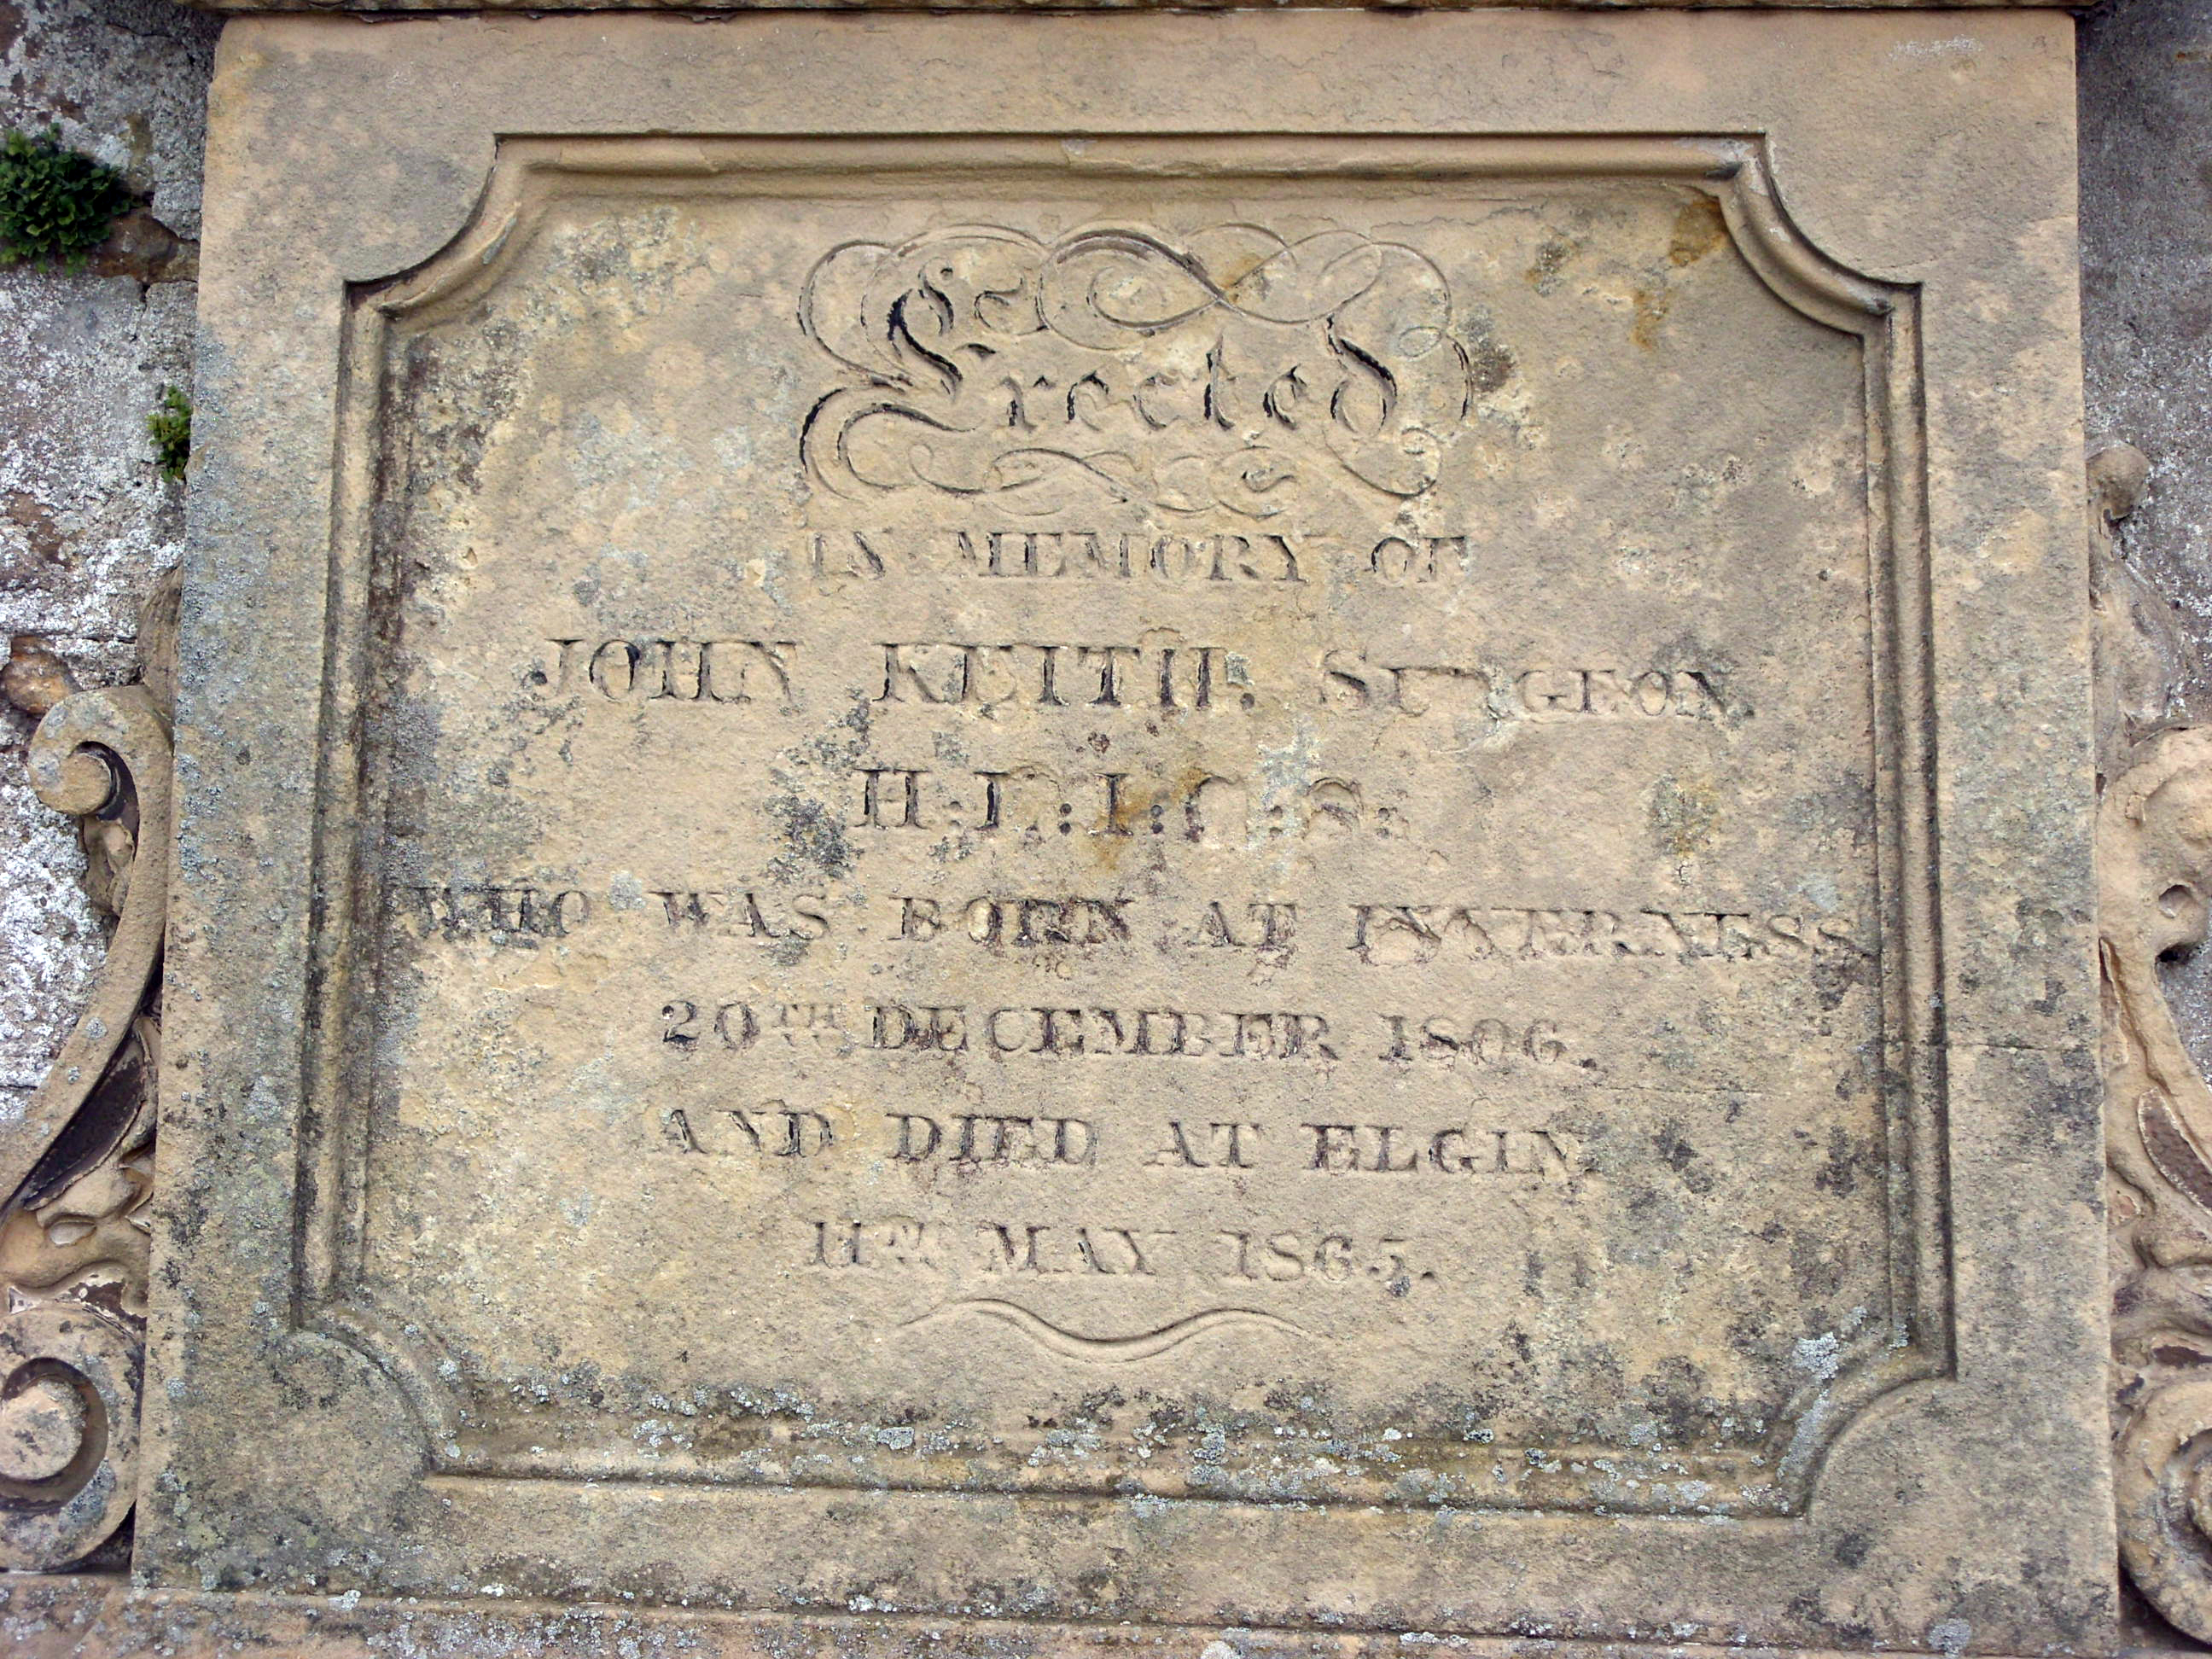 Erected
IN MEMORY OF
JOHN KEITH. SURGEON.
H:E:I:C:S:
WHO WAS BORN AT INVERNESS
20TH DECEMBER 1806.
AND DIED AT ELGIN
11TH MAY 1865.